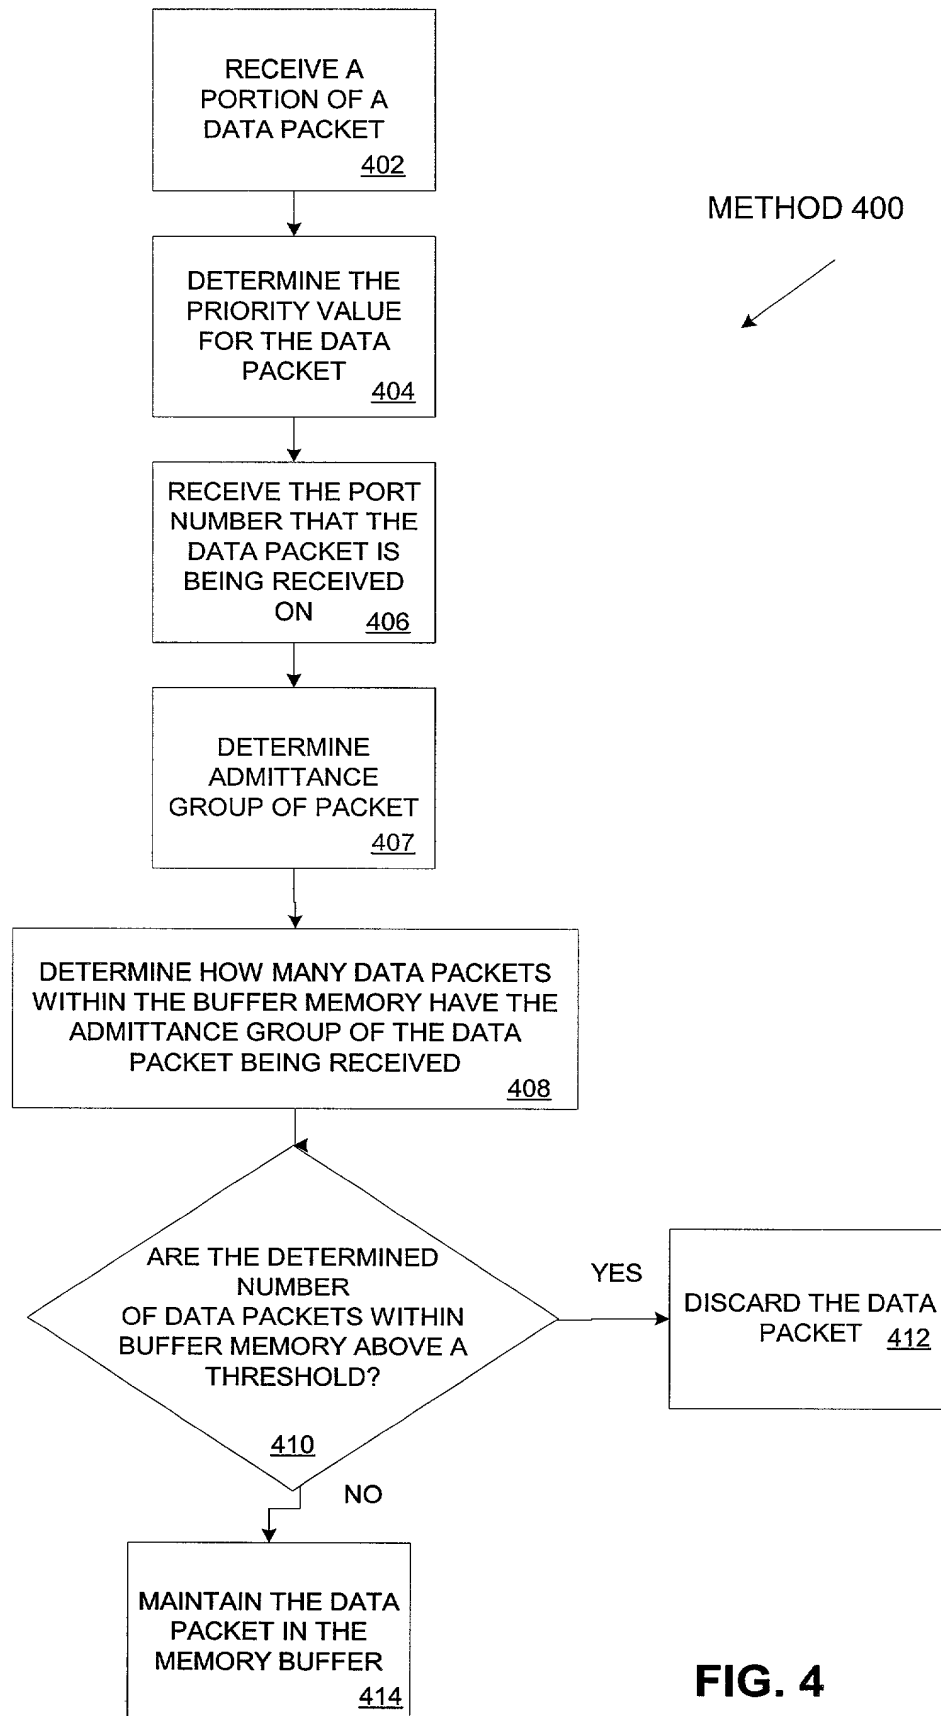 RECEIVE A
PORTION OF A
DATA PACKET
402
METHOD 400
DETERMINE THE
PRIORITY VALUE
FOR THE DATA
PACKET
404
RECEIVE THE PORT
NUMBER THAT THE
DATA PACKET IS
BEING RECEIVED
ON
406
DETERMINE
ADMITTANCE
GROUP OF PACKET
407
DETERMINE HOW MANY DATA PACKETS
WITHIN THE BUFFER MEMORY HAVE THE
ADMITTANCE GROUP OF THE DATA
PACKET BEING RECEIVED
408
ARE THE DETERMINED
NUMBER
OF DATA PACKETS WITHIN
BUFFER MEMORY ABOVE A
THRESHOLD?
410
YES
DISCARD THE DATA
PACKET
412
NO
MAINTAIN THE DATA
PACKET IN THE
MEMORY BUFFER
414
FIG. 4